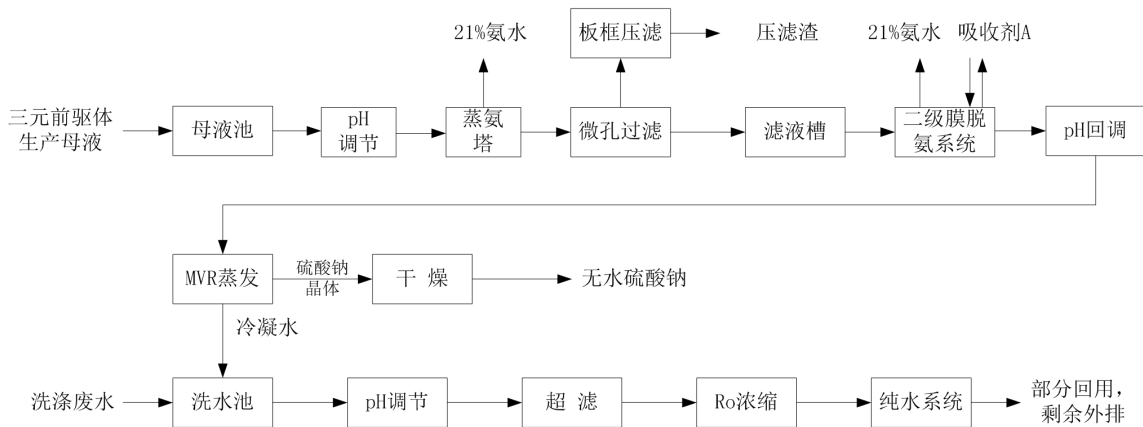 21%氨水
板框压滤
压滤渣
21%氨水
吸收剂A
三元前驱体
生产母液
母液池
pH
调节
蒸氨
塔
微孔过滤
滤液槽
二级膜脱
氨系统
pH回调
MVR蒸发
硫酸钠
晶体
干 燥
无水硫酸钠
冷凝水
洗涤废水
洗水池
pH调节
超 滤
Ro浓缩
纯水系统
部分回用，
剩余外排